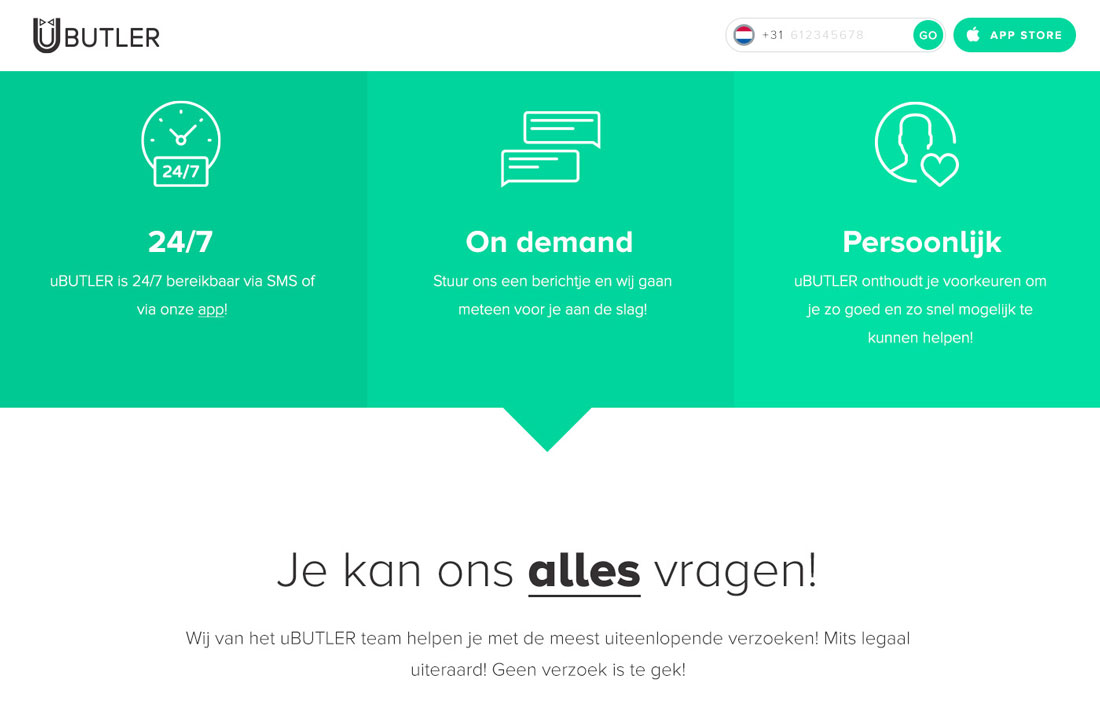 UBUTLER
+31 612345678
GO
APP STORE
24/7
24/7
uBUTLER is 24/7 bereikbaar via SMS of
via onze app!
On demand
Stuur ons een berichtje en wij gaan
meteen voor je aan de slag!
Persoonlijk
uBUTLER onthoudt je voorkeuren om
je zo goed en zo snel mogelijk te
kunnen helpen!
Je kan ons alles vragen!
Wij van het uBUTLER team helpen je met de meest uiteenlopende verzoeken! Mits legaal
uiteraard! Geen verzoek is te gek!